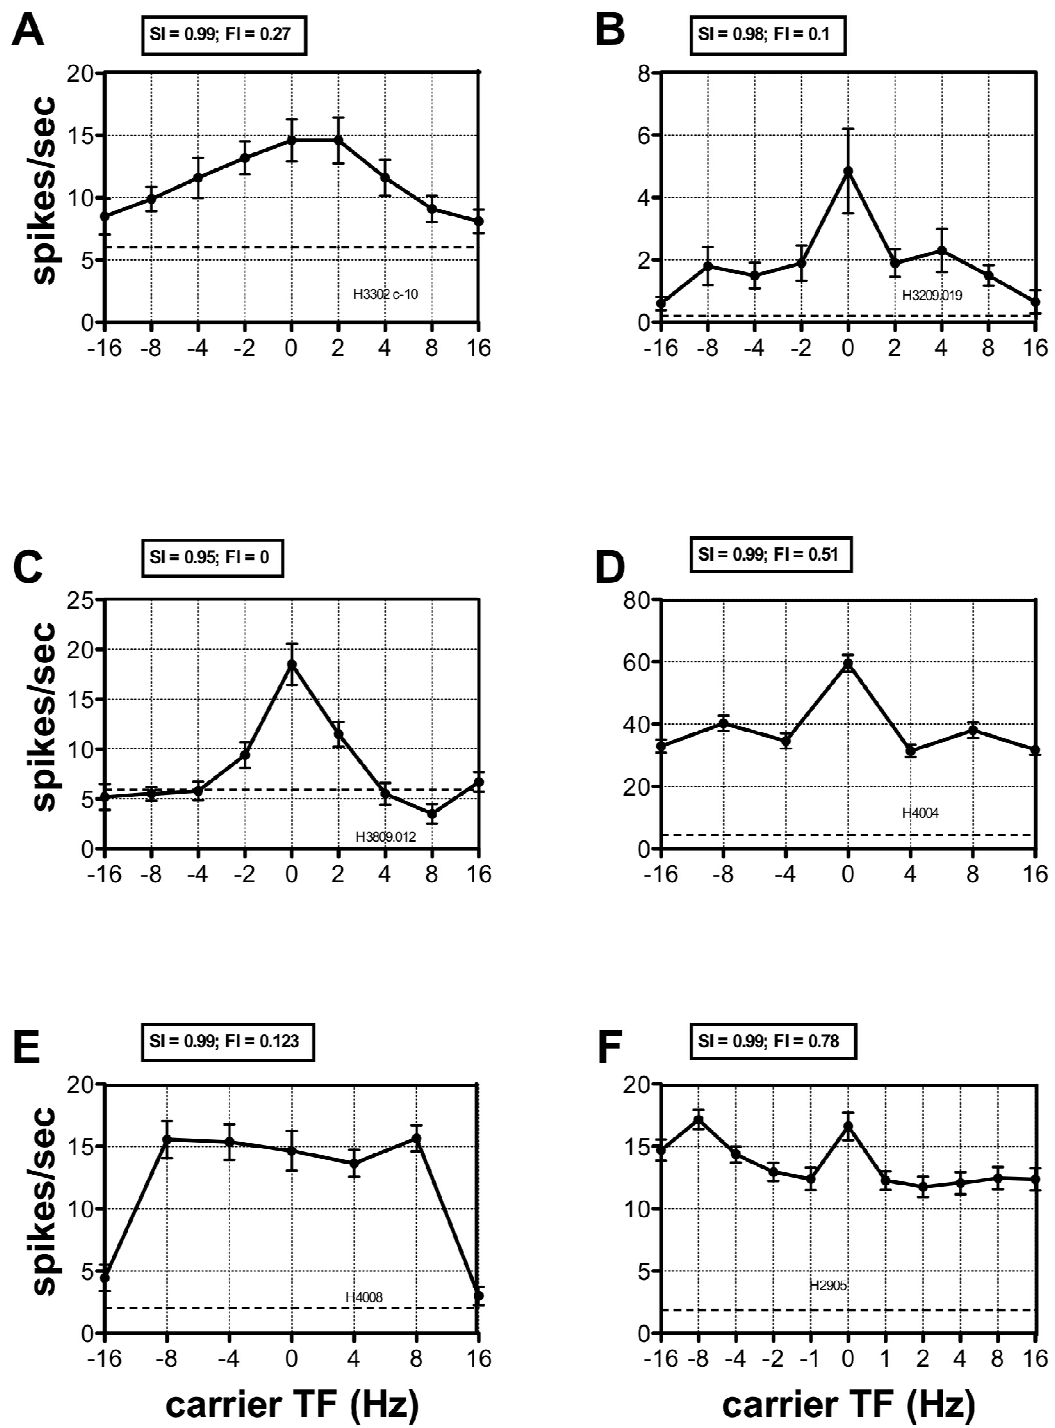 A
SI = 0.99; FI = 0.27
20
15
10
5
0
spikes/sec
H3302 c-10
-16 -8 -4 -2 0 2 4 8 16
B
SI = 0.98; FI = 0.1
8
6
4
2
0
H3209.019
-16 -8 -4 -2 0 2 4 8 16
C
SI = 0.95; FI = 0
25
20
15
10
5
0
spikes/sec
H3809.012
-16 -8 -4 -2 0 2 4 8 16
D
SI = 0.99; FI = 0.51
80
60
40
20
0
H4004
-16 -8 -4 0 4 8 16
E
SI = 0.99; FI = 0.123
20
15
10
5
0
spikes/sec
H4008
-16 -8 -4 0 4 8 16
carrier TF (Hz)
F
SI = 0.99; FI = 0.78
20
15
10
5
0
H2905
-16 -8 -4 -2 -1 0 1 2 4 8 16
carrier TF (Hz)